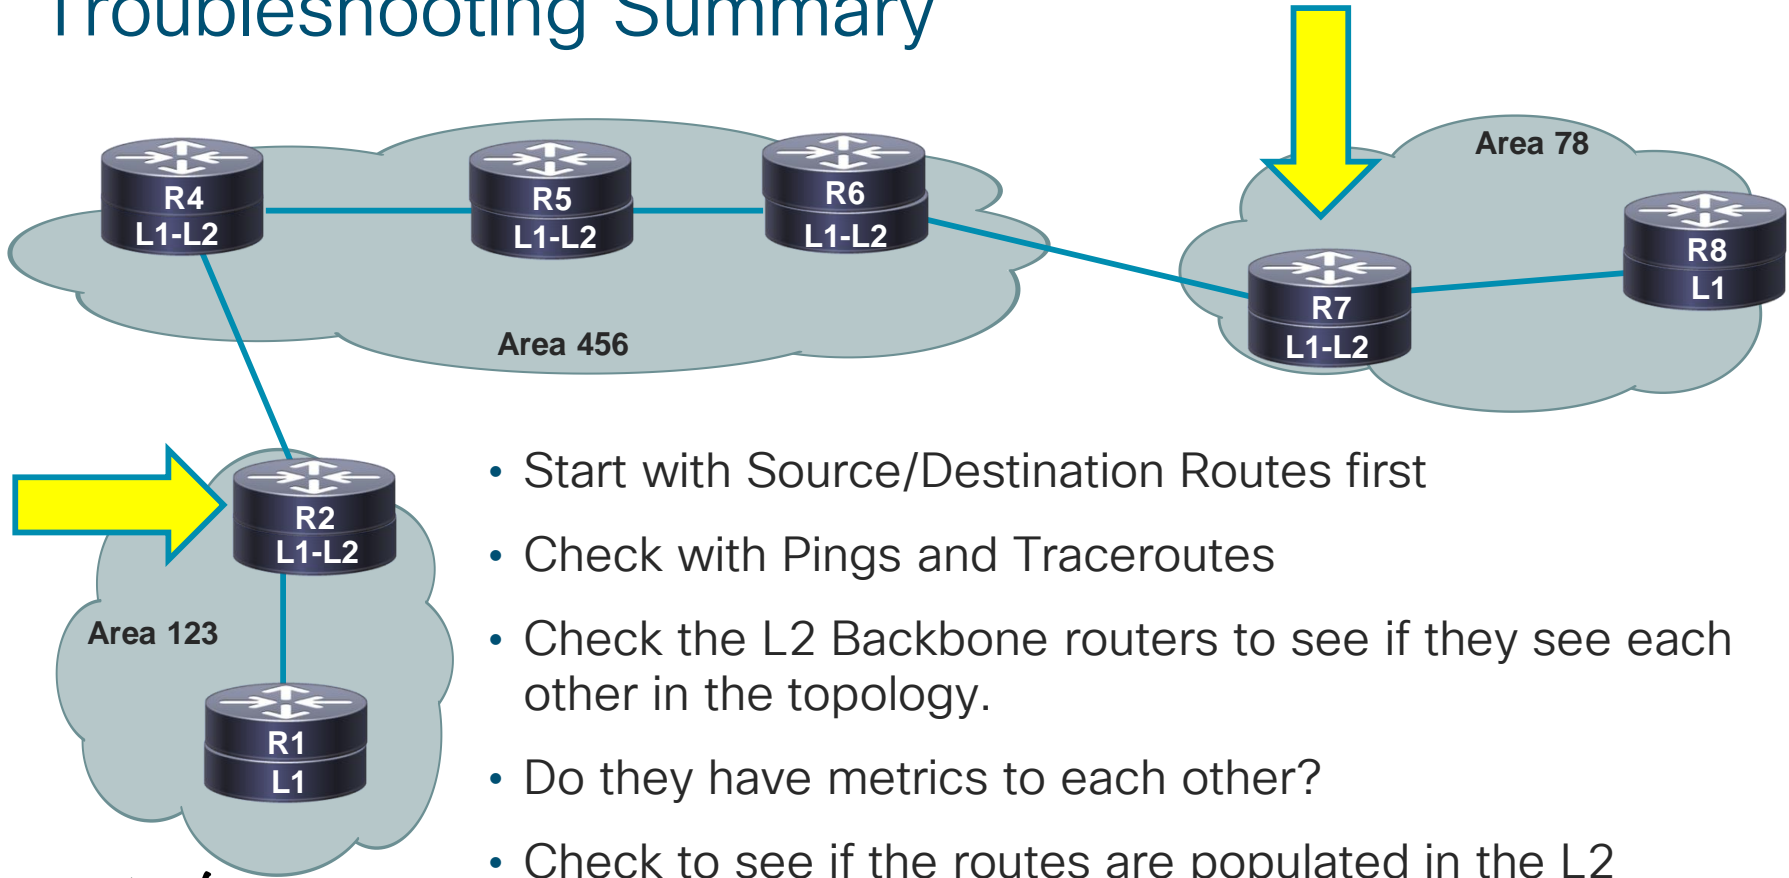 Troubleshooting Summary
Area 78
R4
L1-L2
R5
L1-L2
R6
L1-L2
R8
L1
R7
L1-L2
Area 456
R2
L1-L2
Area 123
R1
L1
• Start with Source/Destination Routes first
• Check with Pings and Traceroutes
• Check the L2 Backbone routers to see if they see each
other in the topology.
• Do they have metrics to each other?
• Check to see if the routes are populated in the L2